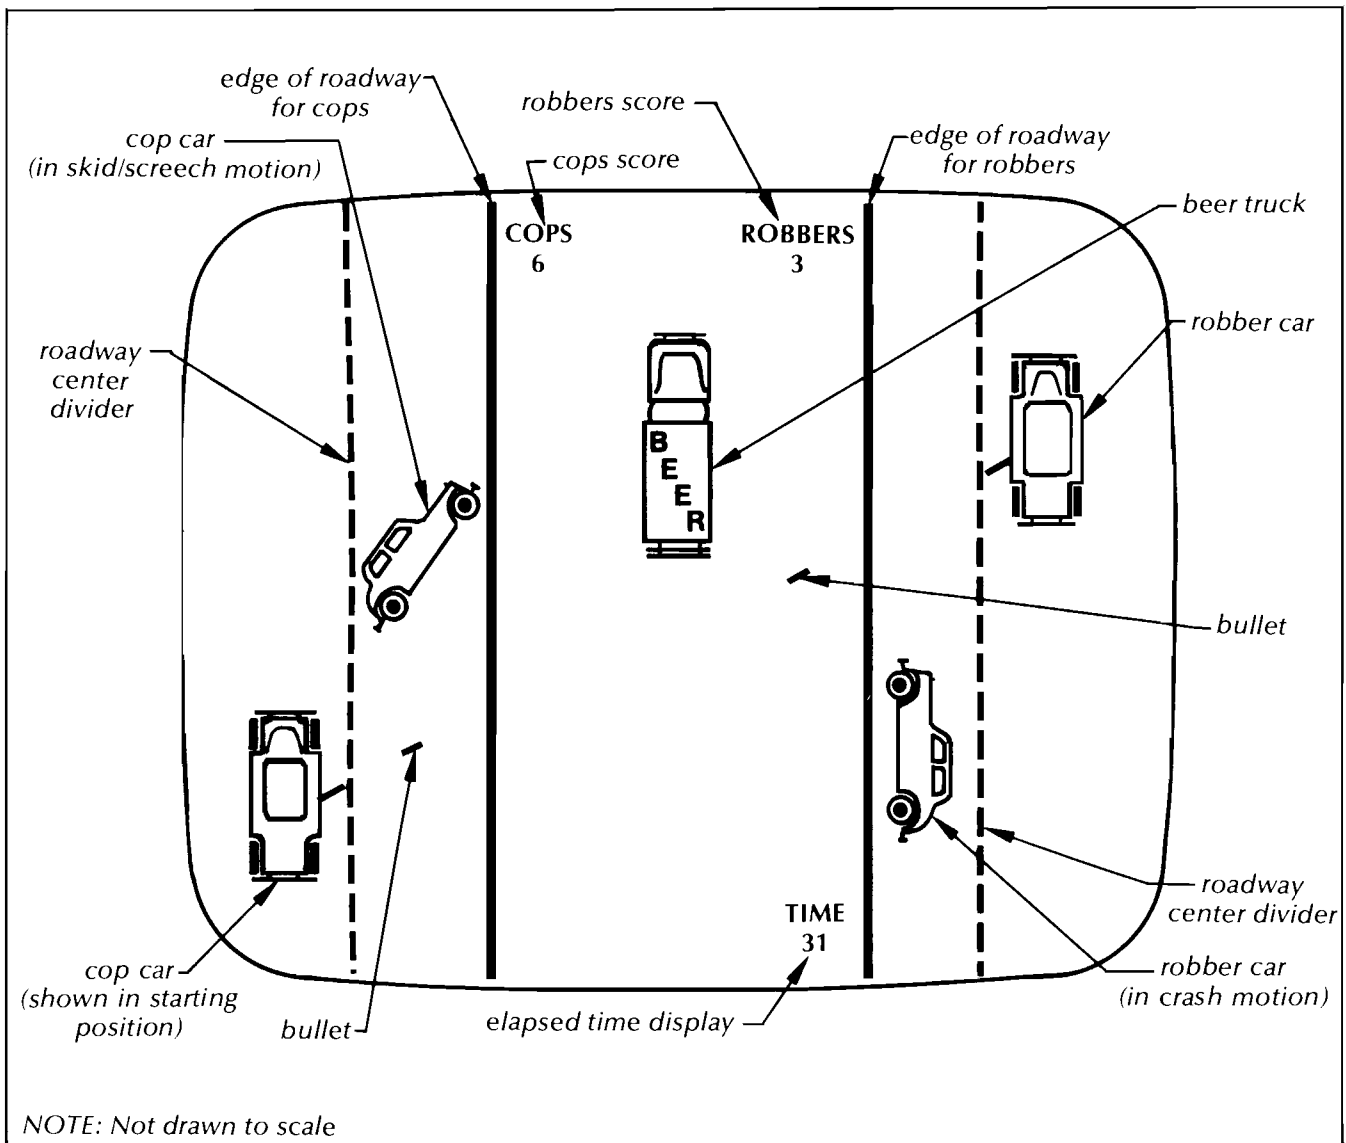 edge of roadway
for cops
robbers score
cop car
(in skid/screech motion)
cops score
edge of roadway
for robbers
beer truck
COPS
6
ROBBERS
3
robber car
roadway
center
divider
B
E
E
R
bullet
roadway
center divider
TIME
31
cop car
(shown in starting
position)
bullet
elapsed time display
robber car
(in crash motion)
NOTE: Not drawn to scale